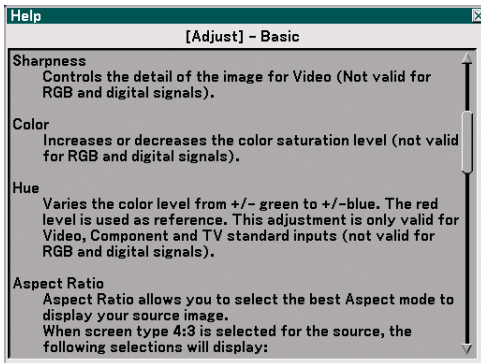 Help
[Adjust] - Basic
Sharpness
Controls the detail of the image for Video (Not valid for
RGB and digital signals).
Color
Increases or decreases the color saturation level (not valid
for RGB and digital signals).
Hue
Varies the color level from +/- green to +/-blue. The red
level is used as reference. This adjustment is only valid for
Video, Component and TV standard inputs (not valid for
RGB and digital signals).
Aspect Ratio
Aspect Ratio allows you to select the best Aspect mode to
display your source image.
When screen type 4:3 is selected for the source, the
following selections will display: